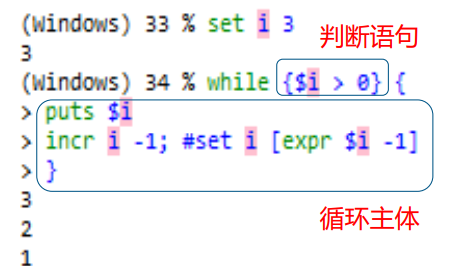 (Windows) 33 % set i 3
判断语句
3
(Windows) 34 % while {$i > 0} {
> puts $i
> incr i -1; #set i [expr $i -1]
> }
3
循环主体
2
1